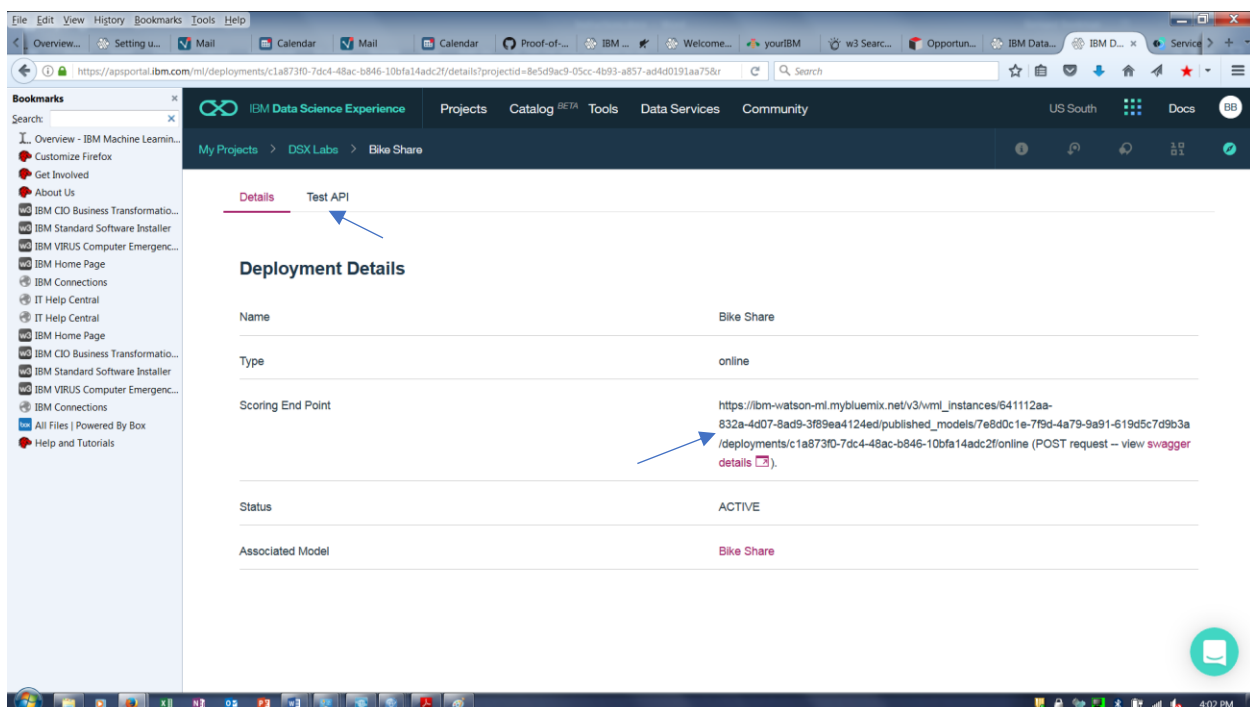 File Edit View History Bookmarks Tools Help
Overview... Setting u... Mail Calendar Mail Calendar Proof-of-... IBM ... Welcome... yourIBM w3 Searc... Opportun... IBM Data... IBM D... × Service
https://apsportal.ibm.com/ml/deployments/c1a873f0-7dc4-48ac-b846-10bfa14adc2f/details?projectid=8e5d9ac9-05cc-4b93-a857-ad4d0191aa75&r Search
Bookmarks ×
Search: ×
Overview - IBM Machine Learnin...
Customize Firefox
Get Involved
About Us
IBM CIO Business Transformatio...
IBM Standard Software Installer
IBM VIRUS Computer Emergenc...
IBM Home Page
IBM Connections
IT Help Central
IT Help Central
IBM Home Page
IBM CIO Business Transformatio...
IBM Standard Software Installer
IBM VIRUS Computer Emergenc...
IBM Connections
All Files | Powered By Box
Help and Tutorials
IBM Data Science Experience Projects Catalog BETA Tools Data Services Community US South Docs BB
My Projects > DSX Labs > Bike Share
Details Test API
Deployment Details
Name Bike Share
Type online
Scoring End Point https://ibm-watson-ml.mybluemix.net/v3/wml_instances/641112aa-
832a-4d07-8ad9-3f89ea4124ed/published_models/7e8d0c1e-7f9d-4a79-9a91-619d5c7d9b3a
/deployments/c1a873f0-7dc4-48ac-b846-10bfa14adc2f/online (POST request -- view swagger
details ).
Status ACTIVE
Associated Model Bike Share
4:02 PM